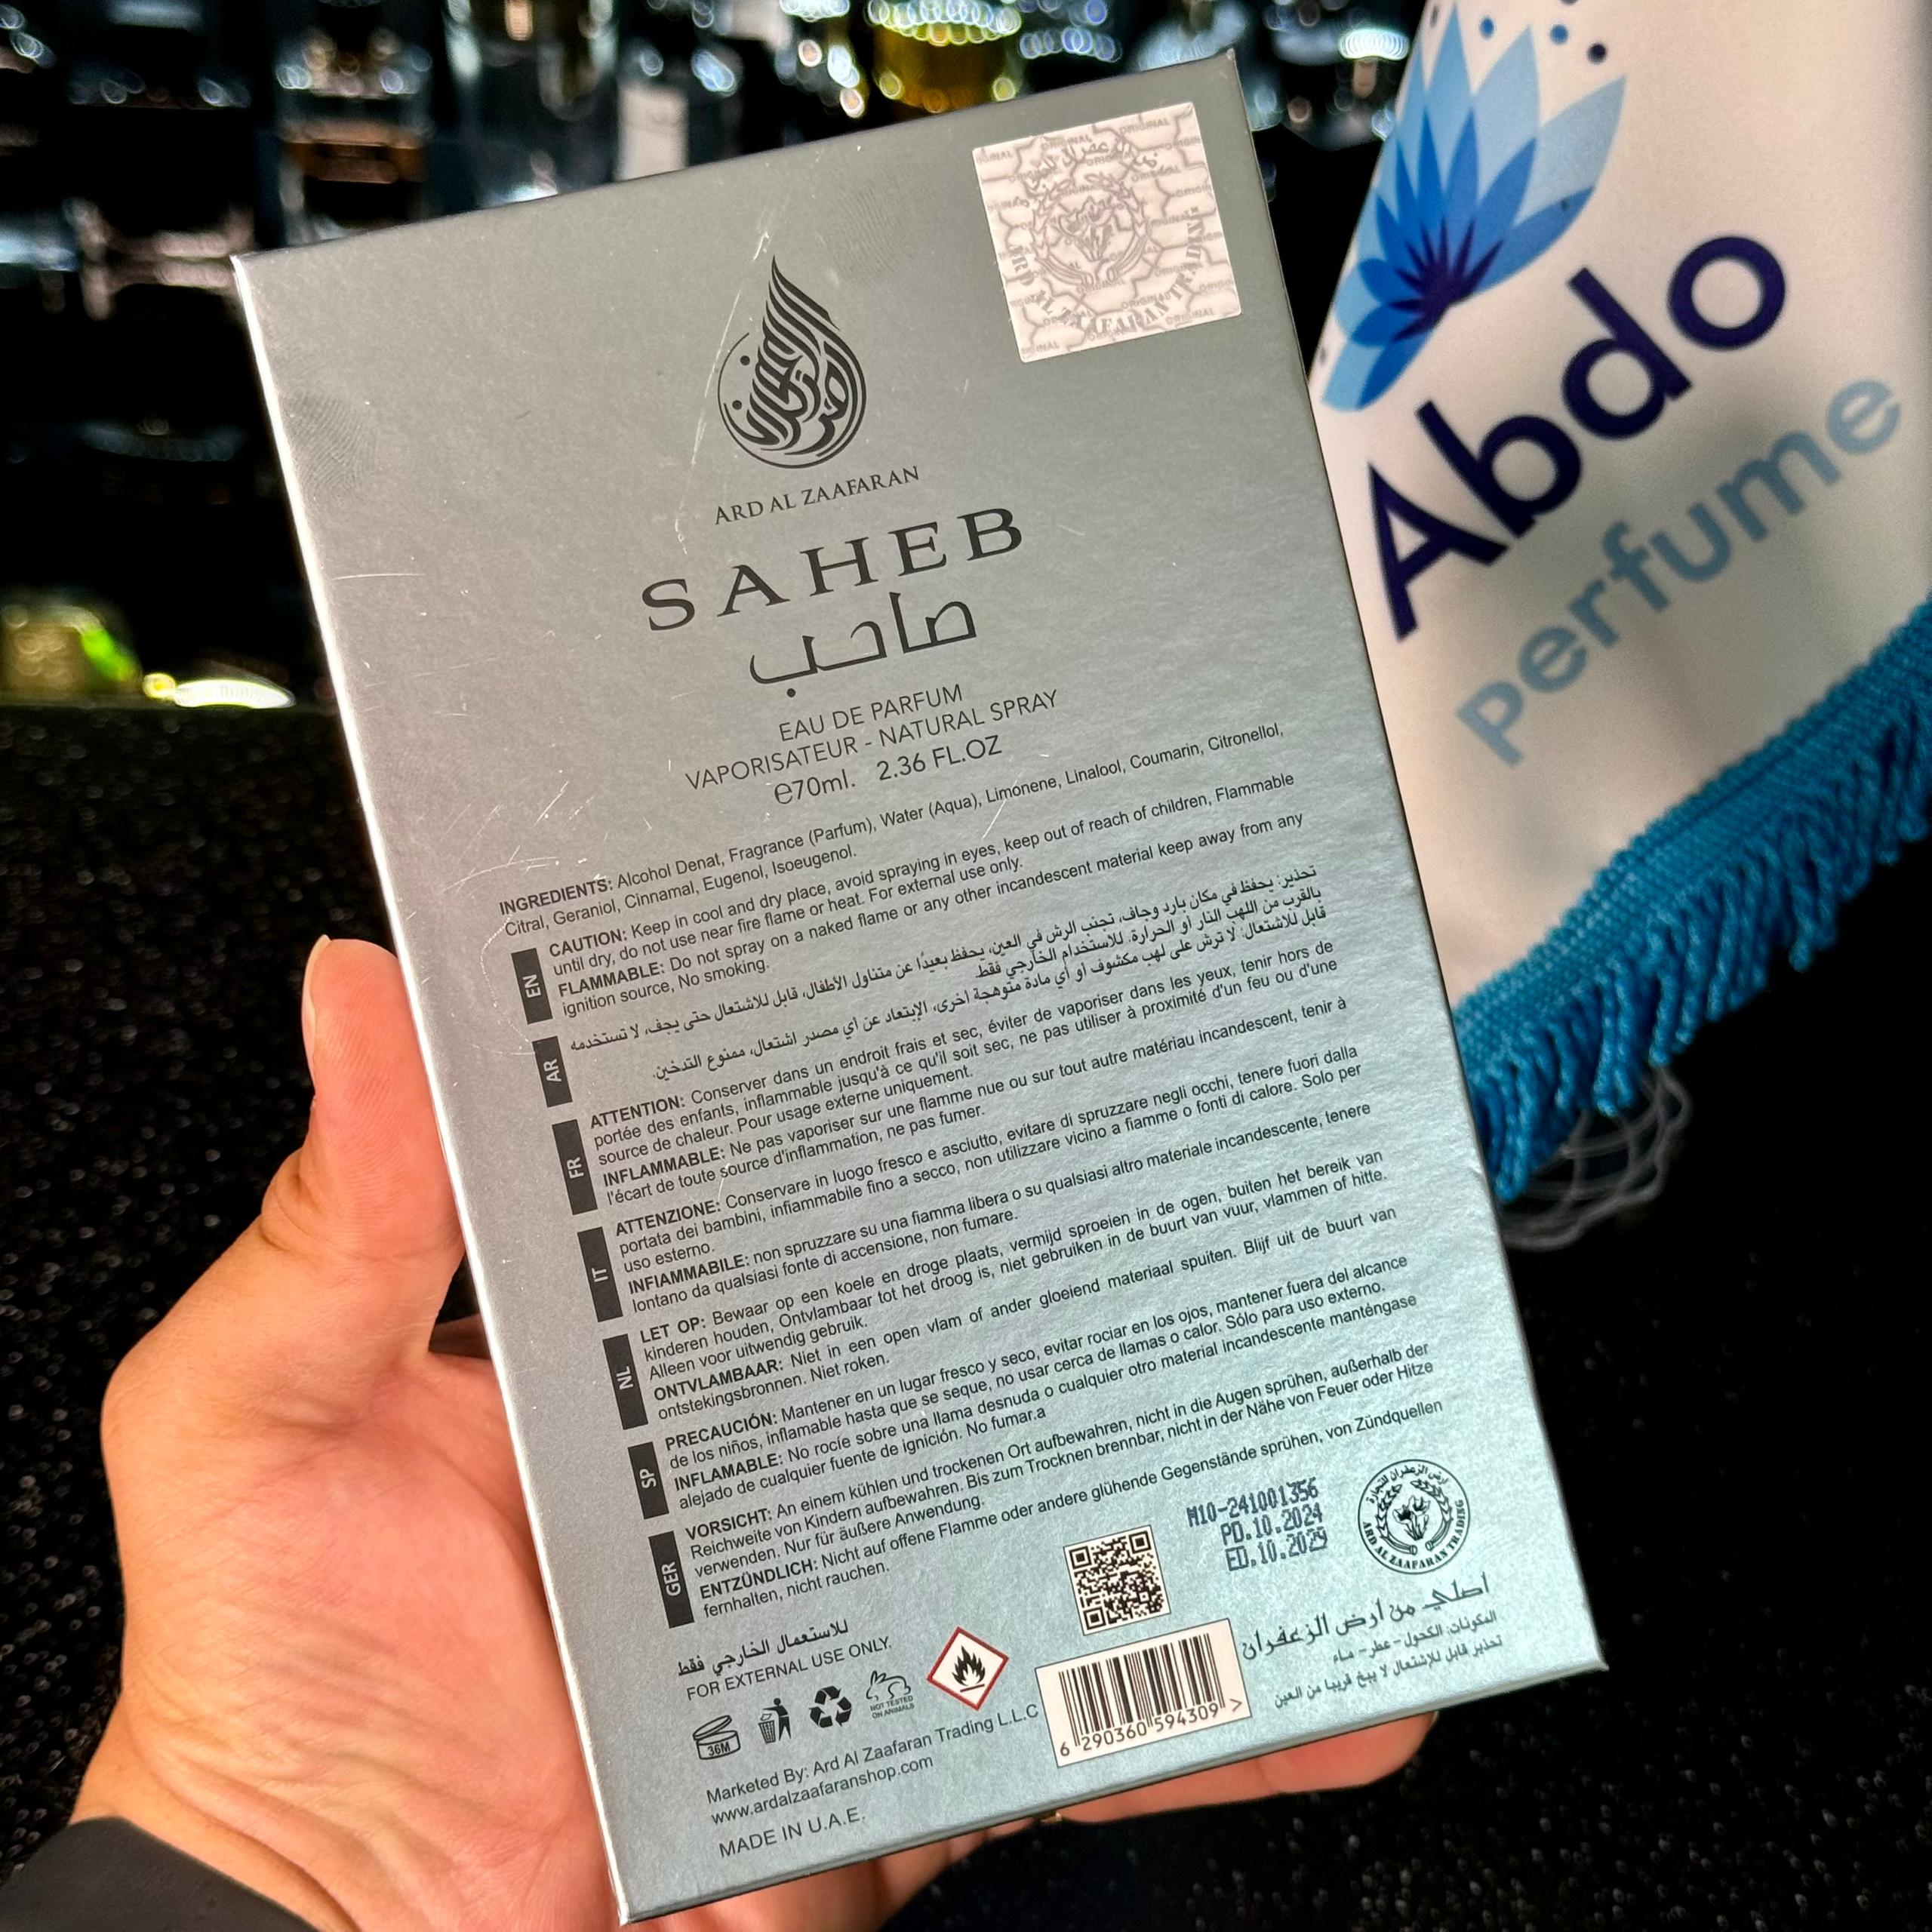 ORIGINAL
ARD AL ZAAFARAN TRADING
ARD AL ZAAFARAN
SAHEB
صاحب
EAU DE PARFUM
VAPORISATEUR - NATURAL SPRAY
℮70ml. 2.36 FL.OZ
INGREDIENTS: Alcohol Denat, Fragrance (Parfum), Water (Aqua), Limonene, Linalool, Coumarin, Citronellol,
Citral, Geraniol, Cinnamal, Eugenol, Isoeugenol.
EN
CAUTION: Keep in cool and dry place, avoid spraying in eyes, keep out of reach of children, Flammable
until dry, do not use near fire flame or heat. For external use only.
FLAMMABLE: Do not spray on a naked flame or any other incandescent material keep away from any
ignition source, No smoking.
AR
تحذير: يحفظ في مكان بارد وجاف، تجنب الرش في العين، يحفظ بعيدًا عن متناول الأطفال، قابل للاشتعال حتى يجف، لا تستخدمه
بالقرب من اللهب النار أو الحرارة. للاستخدام الخارجي فقط
قابل للاشتعال: لا ترش على لهب مكشوف او أي مادة متوهجة أخرى، الإبتعاد عن أي مصدر اشتعال، ممنوع التدخين.
FR
ATTENTION: Conserver dans un endroit frais et sec, éviter de vaporiser dans les yeux, tenir hors de
portée des enfants, inflammable jusqu'à ce qu'il soit sec, ne pas utiliser à proximité d'un feu ou d'une
source de chaleur. Pour usage externe uniquement.
INFLAMMABLE: Ne pas vaporiser sur une flamme nue ou sur tout autre matériau incandescent, tenir à
l'écart de toute source d'inflammation, ne pas fumer.
IT
ATTENZIONE: Conservare in luogo fresco e asciutto, evitare di spruzzare negli occhi, tenere fuori dalla
portata dei bambini, infiammabile fino a secco, non utilizzare vicino a fiamme o fonti di calore. Solo per
uso esterno.
INFIAMMABILE: non spruzzare su una fiamma libera o su qualsiasi altro materiale incandescente, tenere
lontano da qualsiasi fonte di accensione, non fumare.
NL
LET OP: Bewaar op een koele en droge plaats, vermijd sproeien in de ogen, buiten het bereik van
kinderen houden, Ontvlambaar tot het droog is, niet gebruiken in de buurt van vuur, vlammen of hitte.
Alleen voor uitwendig gebruik.
ONTVLAMBAAR: Niet in een open vlam of ander gloeiend materiaal spuiten. Blijf uit de buurt van
ontstekingsbronnen. Niet roken.
SP
PRECAUCIÓN: Mantener en un lugar fresco y seco, evitar rociar en los ojos, mantener fuera del alcance
de los niños, inflamable hasta que se seque, no usar cerca de llamas o calor. Sólo para uso externo.
INFLAMABLE: No rocíe sobre una llama desnuda o cualquier otro material incandescente manténgase
alejado de cualquier fuente de ignición. No fumar.a
GER
VORSICHT: An einem kühlen und trockenen Ort aufbewahren, nicht in die Augen sprühen, außerhalb der
Reichweite von Kindern aufbewahren. Bis zum Trocknen brennbar, nicht in der Nähe von Feuer oder Hitze
verwenden. Nur für äußere Anwendung.
ENTZÜNDLICH: Nicht auf offene Flamme oder andere glühende Gegenstände sprühen, von Zündquellen
fernhalten, nicht rauchen.
M10-241001356
PD.10.2024
ED.10.2029
أرض الزعفران للتجارة
ARD AL ZAAFARAN TRADING
للاستعمال الخارجي فقط
FOR EXTERNAL USE ONLY.
36M
NOT TESTED
ON ANIMALS
6 290360 594309 >
أصلي من أرض الزعفران
المكونات: الكحول - عطر - ماء
تحذير قابل للإشتعال لا يبخ قريبا من العين
Marketed By: Ard Al Zaafaran Trading L.L.C
www.ardalzaafaranshop.com
MADE IN U.A.E.
Abdo
Perfume